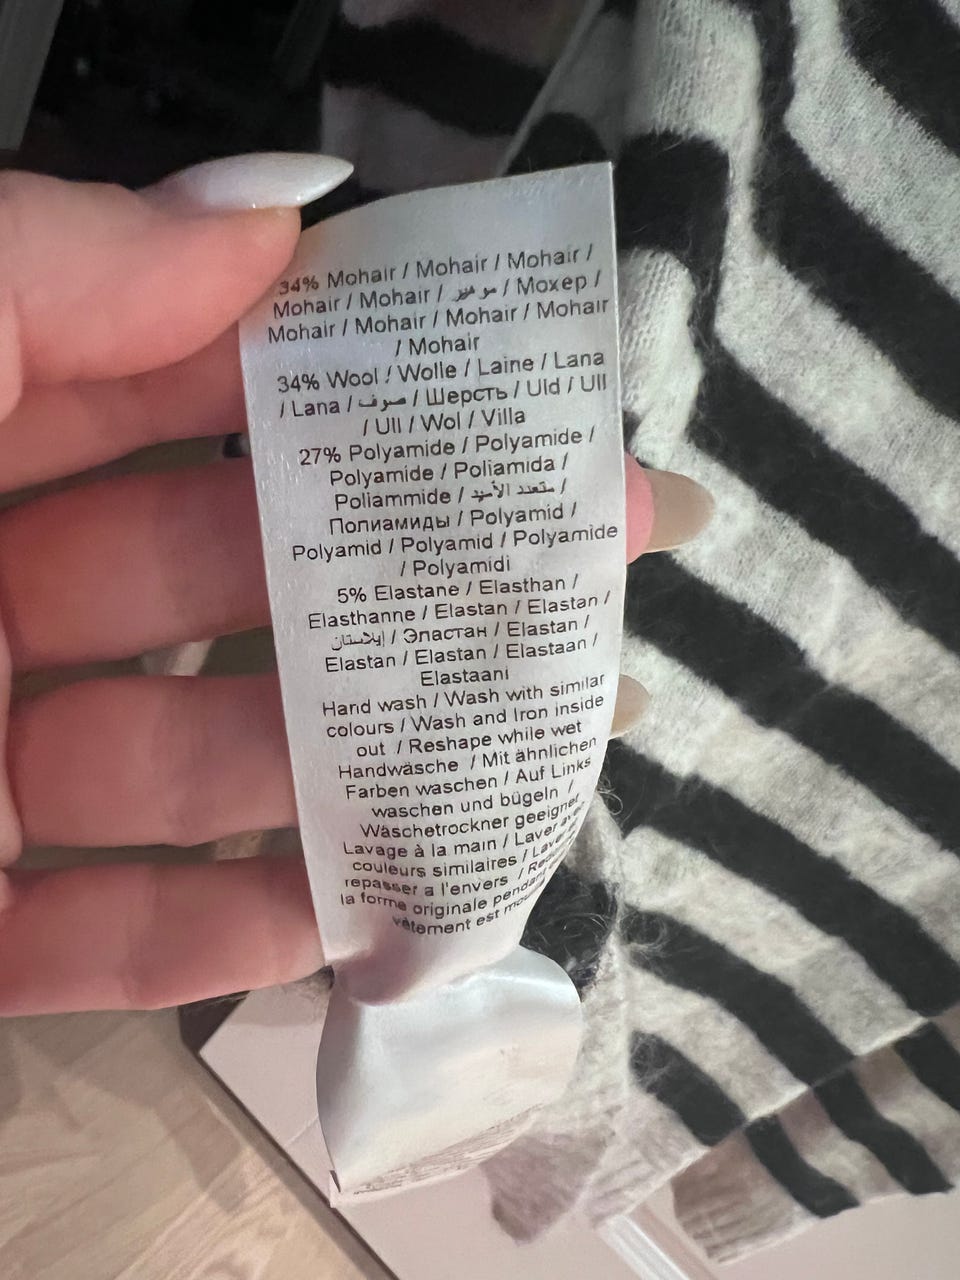 34% Mohair / Mohair / Mohair /
Mohair / Mohair / موهير / Мохер /
Mohair / Mohair / Mohair / Mohair
/ Mohair
34% Wool / Wolle / Laine / Lana
/ Lana / صوف / Шерсть / Uld / Ull
/ Ull / Wol / Villa
27% Polyamide / Polyamide /
Polyamide / Poliamida /
Poliammide / متعدد الأميد /
Полиамиды / Polyamid /
Polyamid / Polyamid / Polyamide
/ Polyamidi
5% Elastane / Elasthan /
Elasthanne / Elastan / Elastan /
إيلاستان / Эластан / Elastan /
Elastan / Elastan / Elastaan /
Elastaani
Hand wash / Wash with similar
colours / Wash and Iron inside
out / Reshape while wet
Handwäsche / Mit ähnlichen
Farben waschen / Auf Links
waschen und bügeln /
Wäschetrockner geeignet
Lavage à la main / Laver avec
couleurs similaires / Laver
repasser a l'envers /
la forme originale pendant
vêtement est